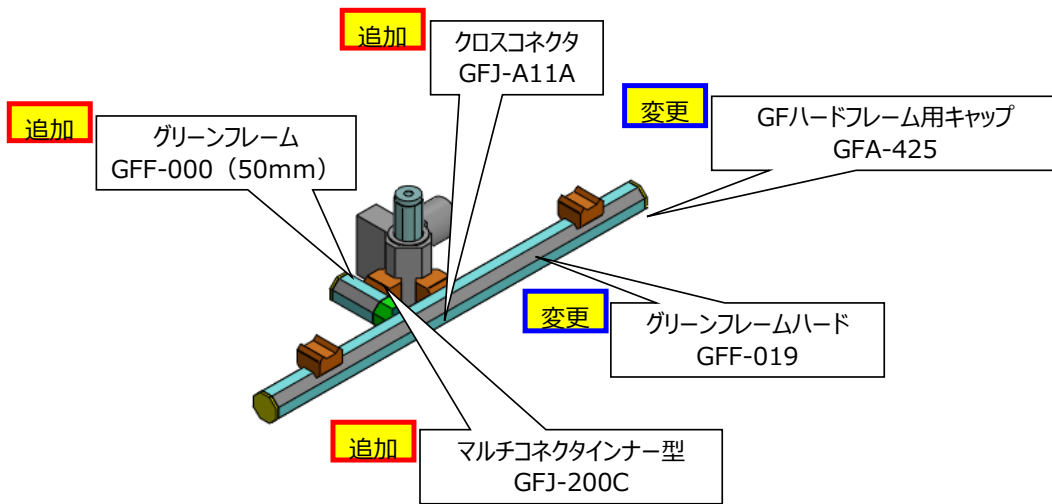 追加
クロスコネクタ
GFJ-A11A
変更
GFハードフレーム用キャップ
GFA-425
追加
グリーンフレーム
GFF-000（50mm）
変更
グリーンフレームハード
GFF-019
追加
マルチコネクタインナー型
GFJ-200C